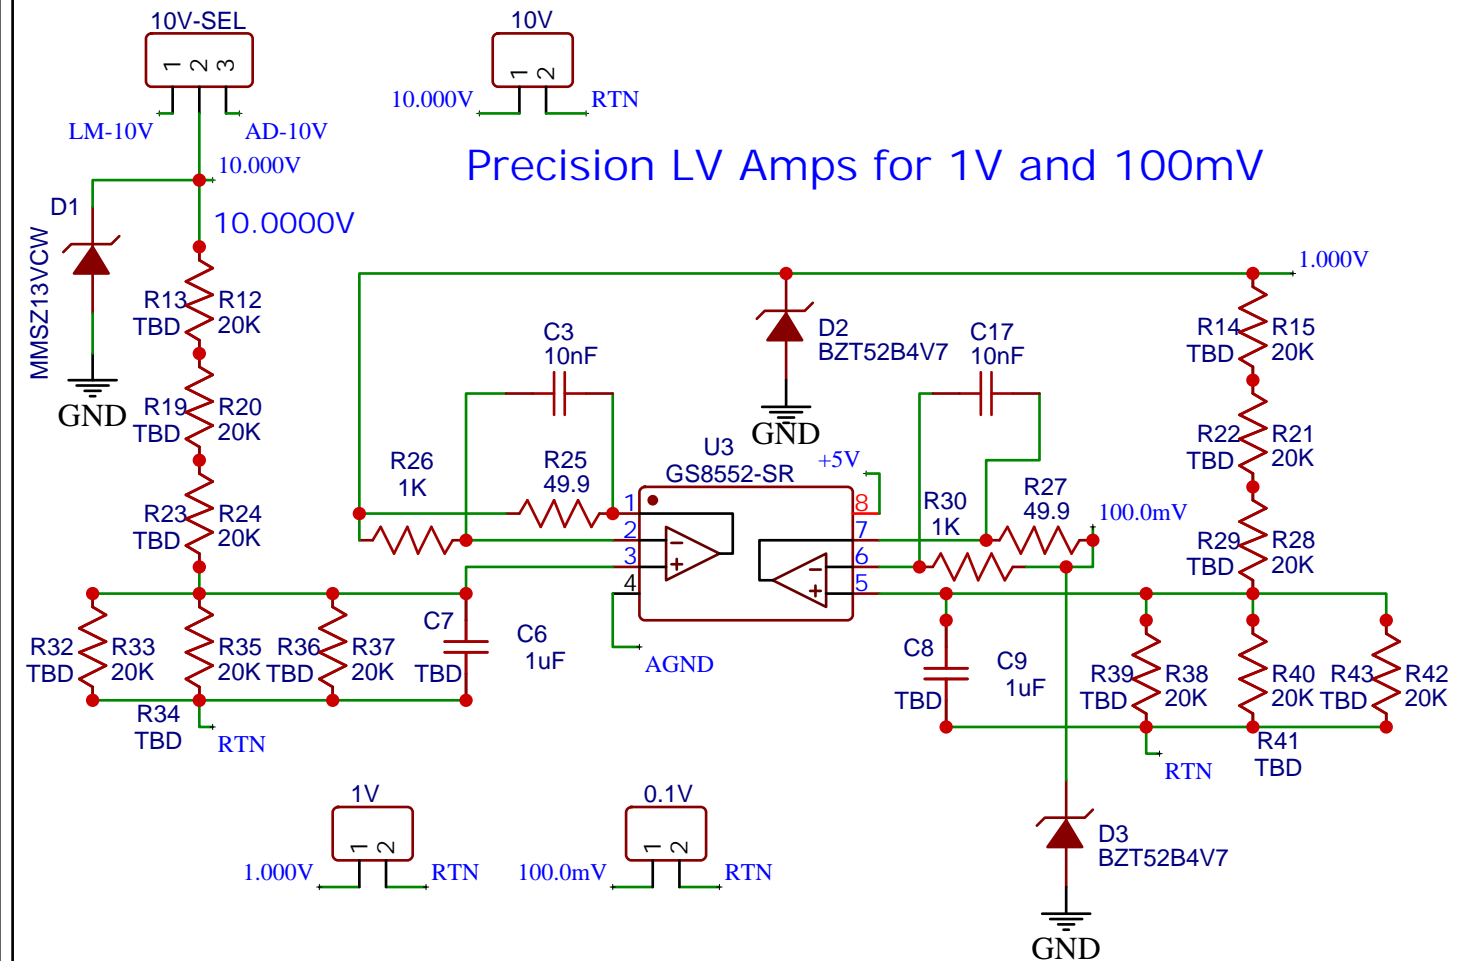 10V-SEL
1 2 3
LM-10V
AD-10V
10.000V
10V
1 2
10.000V
RTN
Precision LV Amps for 1V and 100mV
D1
MMSZ13VCW
GND
10.0000V
R13
TBD
R12
20K
R19
TBD
R20
20K
R23
TBD
R24
20K
R32
TBD
R33
20K
R34
TBD
R35
20K
R36
TBD
R37
20K
RTN
C7
TBD
C6
1uF
R26
1K
C3
10nF
R25
49.9
U3
GS8552-SR
1
2
3
4
8
7
6
5
+5V
AGND
D2
BZT52B4V7
GND
C17
10nF
R30
1K
R27
49.9
100.0mV
1.000V
R14
TBD
R15
20K
R22
TBD
R21
20K
R29
TBD
R28
20K
C8
TBD
C9
1uF
R39
TBD
R38
20K
R40
20K
R41
TBD
R43
TBD
R42
20K
RTN
D3
BZT52B4V7
GND
1V
1 2
1.000V
RTN
0.1V
1 2
100.0mV
RTN